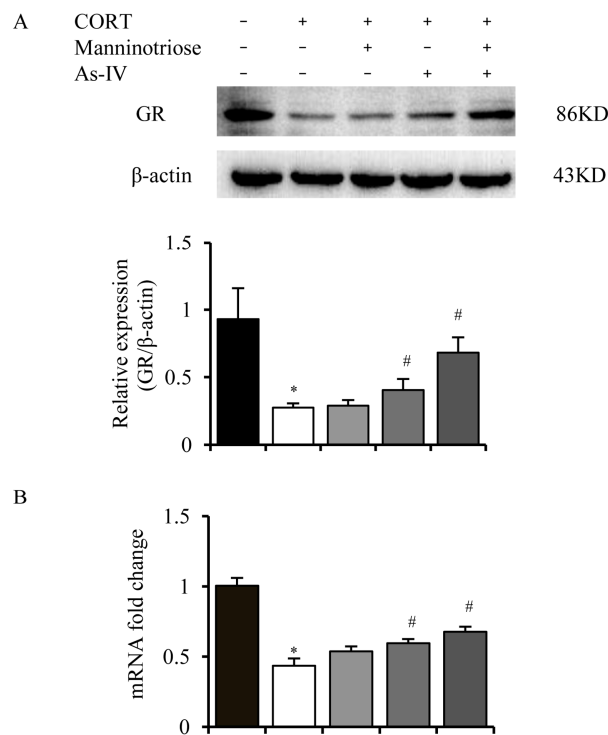 A
CORT - + + + +
Manninotriose - - + - +
As-IV - - - + +
GR 86KD
β-actin 43KD
Relative expression
(GR/β-actin)
1.5
1
0.5
0
* # #
B
mRNA fold change
1.5
1
0.5
0
* # #